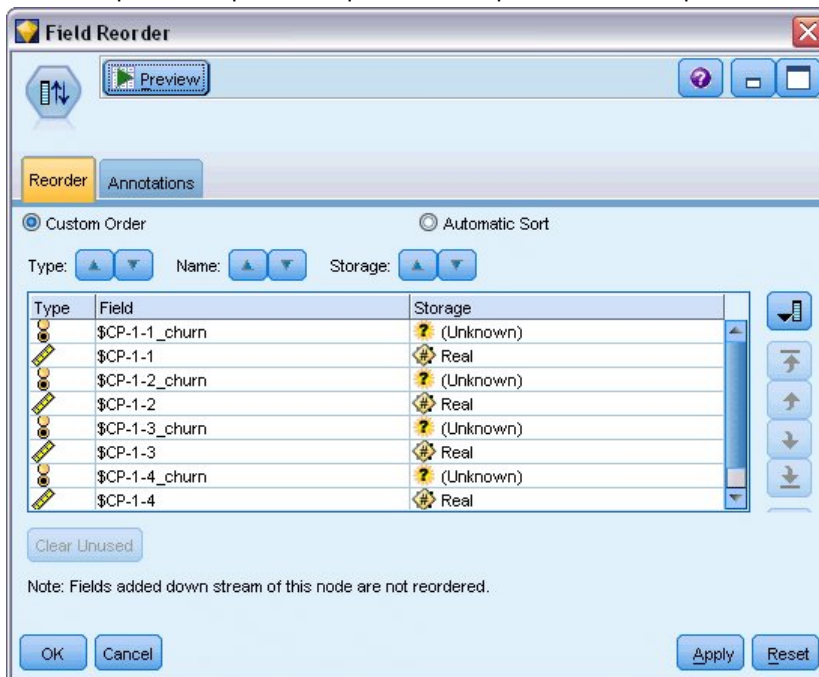 Field Reorder
Preview
Reorder Annotations
Custom Order Automatic Sort
Type: Name: Storage:
Type Field Storage
$CP-1-1_churn ? (Unknown)
$CP-1-1 # Real
$CP-1-2_churn ? (Unknown)
$CP-1-2 # Real
$CP-1-3_churn ? (Unknown)
$CP-1-3 # Real
$CP-1-4_churn ? (Unknown)
$CP-1-4 # Real
Clear Unused
Note: Fields added down stream of this node are not reordered.
OK Cancel Apply Reset